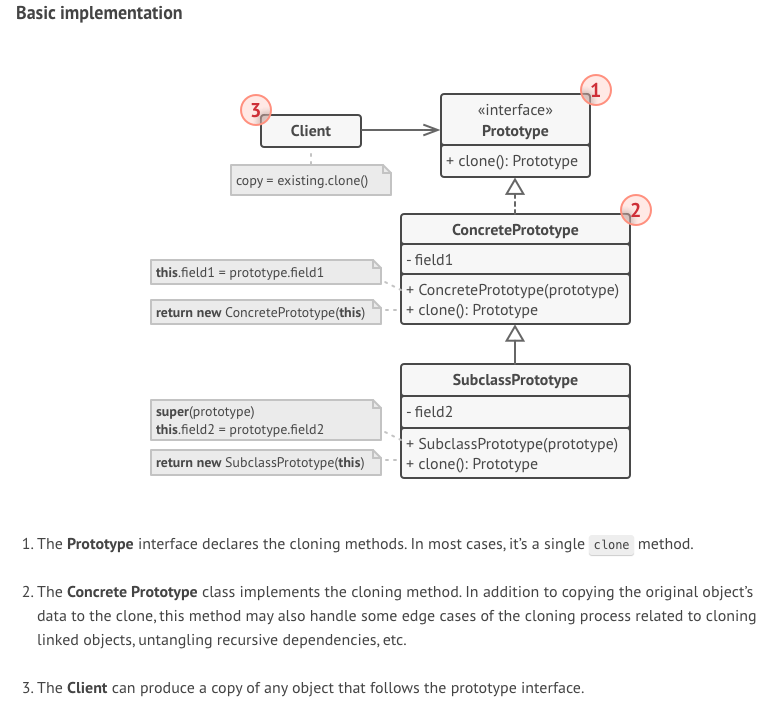 Basic implementation
1
3
«interface»
Client
Prototype
+ clone(): Prototype
copy = existing.clone()
2
ConcretePrototype
- field1
this.field1 = prototype.field1
+ ConcretePrototype(prototype)
return new ConcretePrototype(this)
+ clone(): Prototype
SubclassPrototype
- field2
super(prototype)
this.field2 = prototype.field2
+ SubclassPrototype(prototype)
return new SubclassPrototype(this)
+ clone(): Prototype
1. The Prototype interface declares the cloning methods. In most cases, it’s a single clone method.
2. The Concrete Prototype class implements the cloning method. In addition to copying the original object’s
data to the clone, this method may also handle some edge cases of the cloning process related to cloning
linked objects, untangling recursive dependencies, etc.
3. The Client can produce a copy of any object that follows the prototype interface.